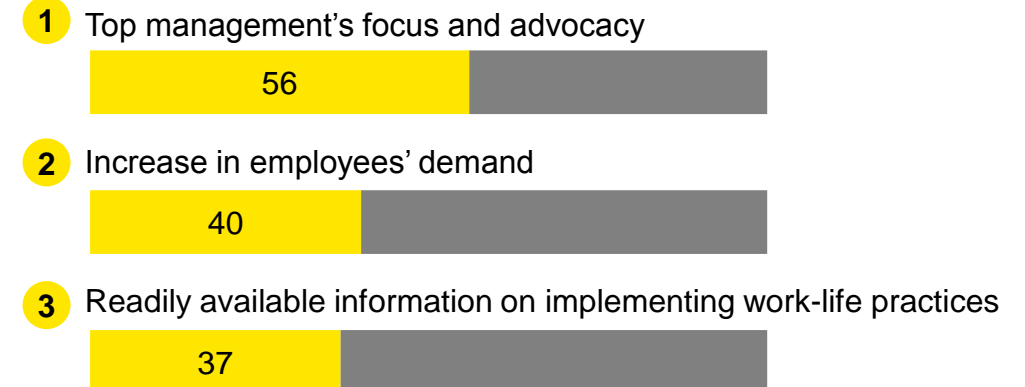 1 Top management’s focus and advocacy
56
2 Increase in employees’ demand
40
3 Readily available information on implementing work-life practices
37